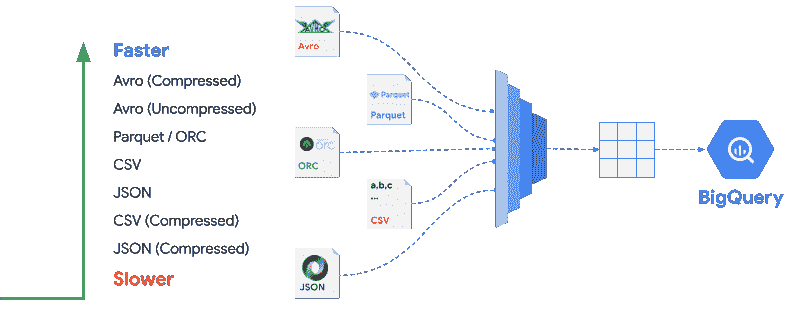 Faster
Avro (Compressed)
Avro (Uncompressed)
Parquet / ORC
CSV
JSON
CSV (Compressed)
JSON (Compressed)
Slower
Avro
Parquet
Parquet
ORC
ORC
a,b,c
...
CSV
JSON
BigQuery